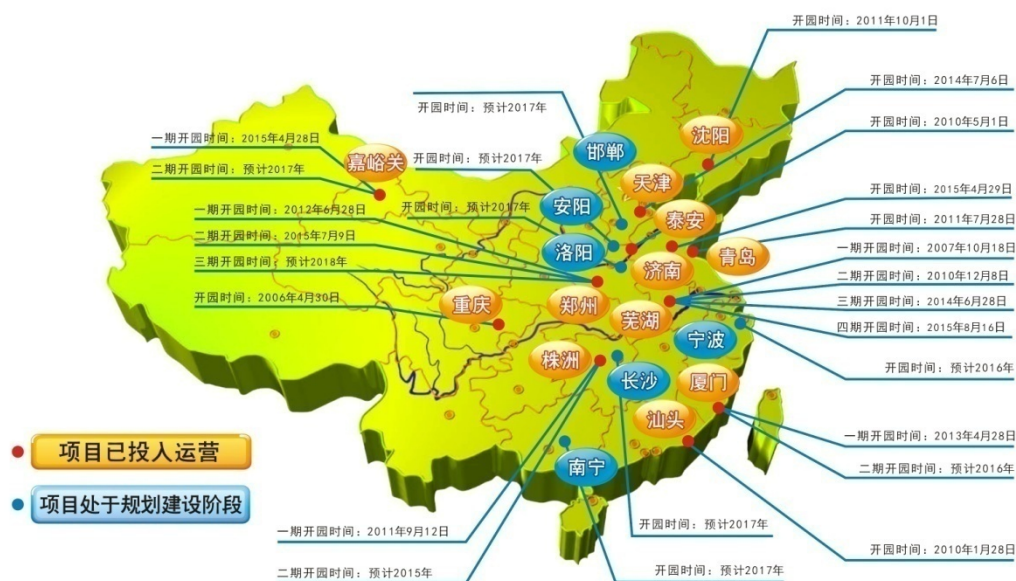 开园时间：2011年10月1日
开园时间：2014年7月6日
开园时间：预计2017年
开园时间：2010年5月1日
沈阳
一期开园时间：2015年4月28日
邯郸
嘉峪关
开园时间：预计2017年
二期开园时间：预计2017年
天津
开园时间：2015年4月29日
安阳
一期开园时间：2012年6月28日
开园时间：预计2017年
泰安
开园时间：2011年7月28日
二期开园时间：2015年7月9日
一期开园时间：2007年10月18日
洛阳
青岛
三期开园时间：预计2018年
济南
二期开园时间：2010年12月8日
开园时间：2006年4月30日
三期开园时间：2014年6月28日
重庆
郑州
芜湖
四期开园时间：2015年8月16日
宁波
株洲
开园时间：预计2016年
长沙
厦门
汕头
一期开园时间：2013年4月28日
项目已投入运营
南宁
二期开园时间：预计2016年
项目处于规划建设阶段
开园时间：预计2017年
一期开园时间：2011年9月12日
开园时间：2010年1月28日
二期开园时间：预计2015年
开园时间：预计2017年